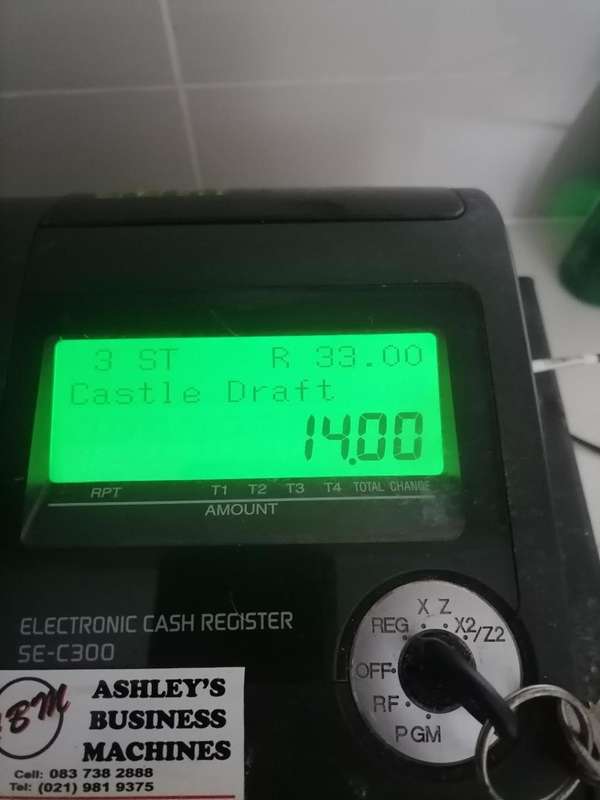 3 ST R 33.00
Castle Draft
14.00
RPT T1 T2 T3 T4 TOTAL CHANGE
AMOUNT
ELECTRONIC CASH REGISTER
SE-C300
X Z
REG X2/Z2
OFF
RF
PGM
ABM ASHLEY'S
BUSINESS
MACHINES
Cell: 083 738 2888
Tel: (021) 981 9375